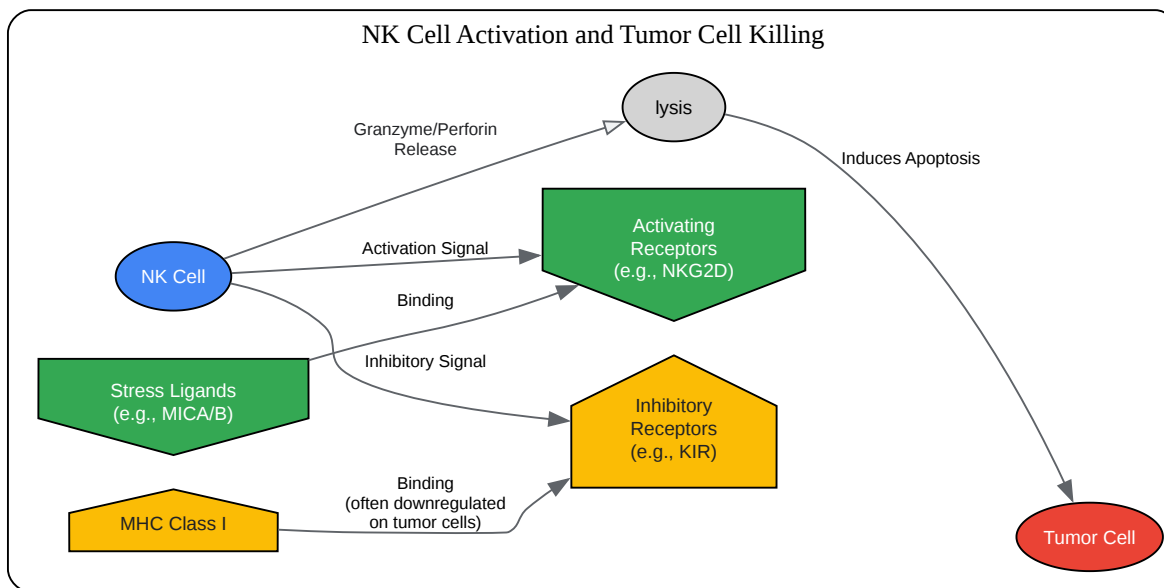 NK Cell Activation and Tumor Cell Killing
lysis
Granzyme/Perforin
Release
Induces Apoptosis
Activating
Receptors
(e.g., NKG2D)
Activation Signal
NK Cell
Binding
Inhibitory Signal
Stress Ligands
(e.g., MICA/B)
Inhibitory
Receptors
(e.g., KIR)
Binding
(often downregulated
on tumor cells)
MHC Class I
Tumor Cell